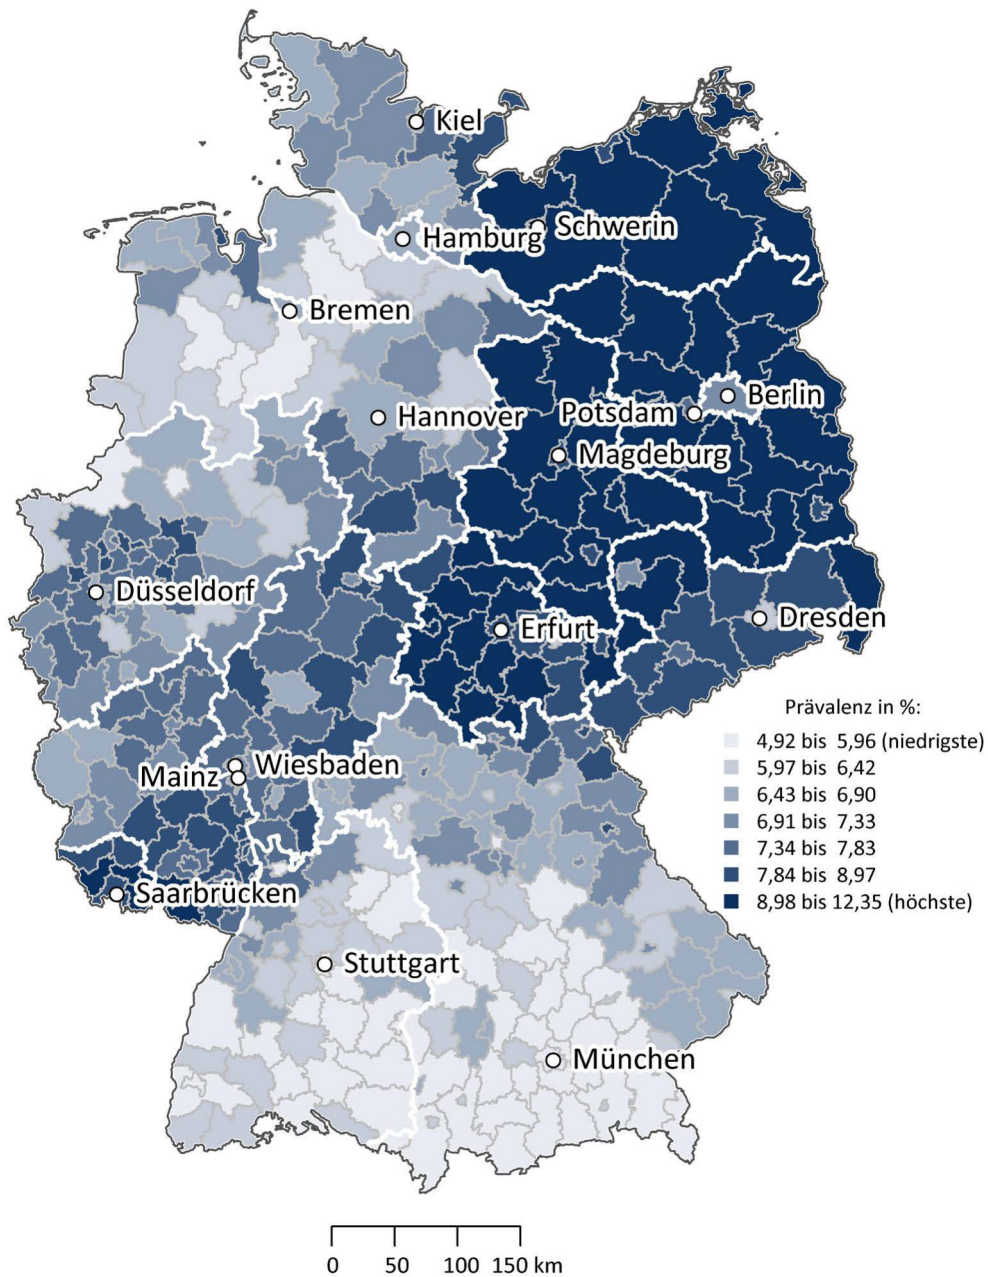 Kiel
Schwerin
Hamburg
Bremen
Berlin
Hannover
Potsdam
Magdeburg
Düsseldorf
Erfurt
Dresden
Prävalenz in %:
4,92 bis 5,96 (niedrigste)
5,97 bis 6,42
6,43 bis 6,90
6,91 bis 7,33
7,34 bis 7,83
7,84 bis 8,97
8,98 bis 12,35 (höchste)
Wiesbaden
Mainz
Saarbrücken
Stuttgart
München
0 50 100 150 km